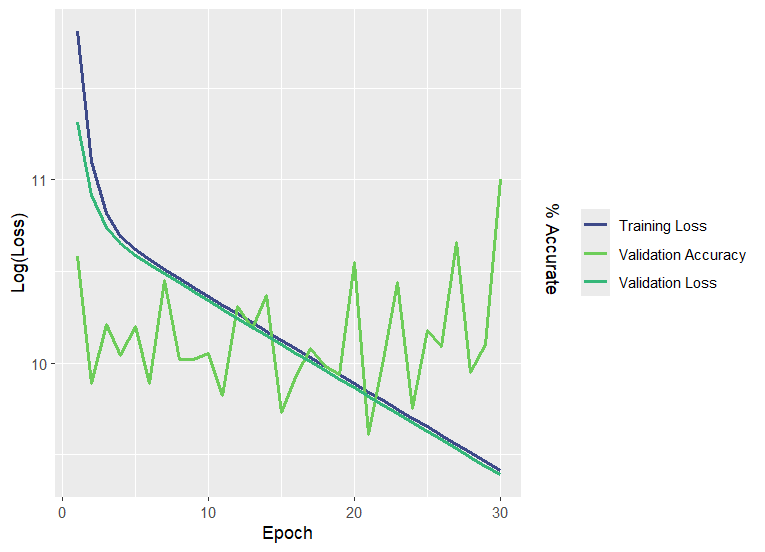 Log(Loss)
11
10
0
10
20
30
Epoch
% Accurate
Training Loss
Validation Accuracy
Validation Loss